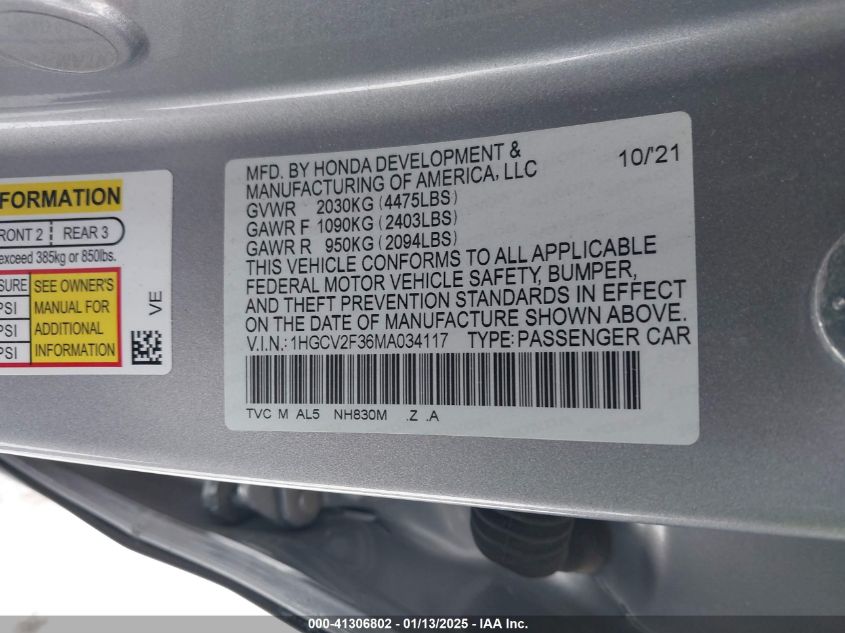 FORMATION
FRONT 2 REAR 3
exceed 385kg or 850lbs.
SURE SEE OWNER'S
PSI MANUAL FOR
PSI ADDITIONAL
PSI INFORMATION
VE
MFD. BY HONDA DEVELOPMENT & 10/'21
MANUFACTURING OF AMERICA, LLC
GVWR 2030KG (4475LBS)
GAWR F 1090KG (2403LBS)
GAWR R 950KG (2094LBS)
THIS VEHICLE CONFORMS TO ALL APPLICABLE
FEDERAL MOTOR VEHICLE SAFETY, BUMPER,
AND THEFT PREVENTION STANDARDS IN EFFECT
ON THE DATE OF MANUFACTURE SHOWN ABOVE.
V.I.N.: 1HGCV2F36MA034117 TYPE: PASSENGER CAR
TVC M AL5 NH830M .Z .A
000-41306802 — 01/13/2025 — IAA Inc.